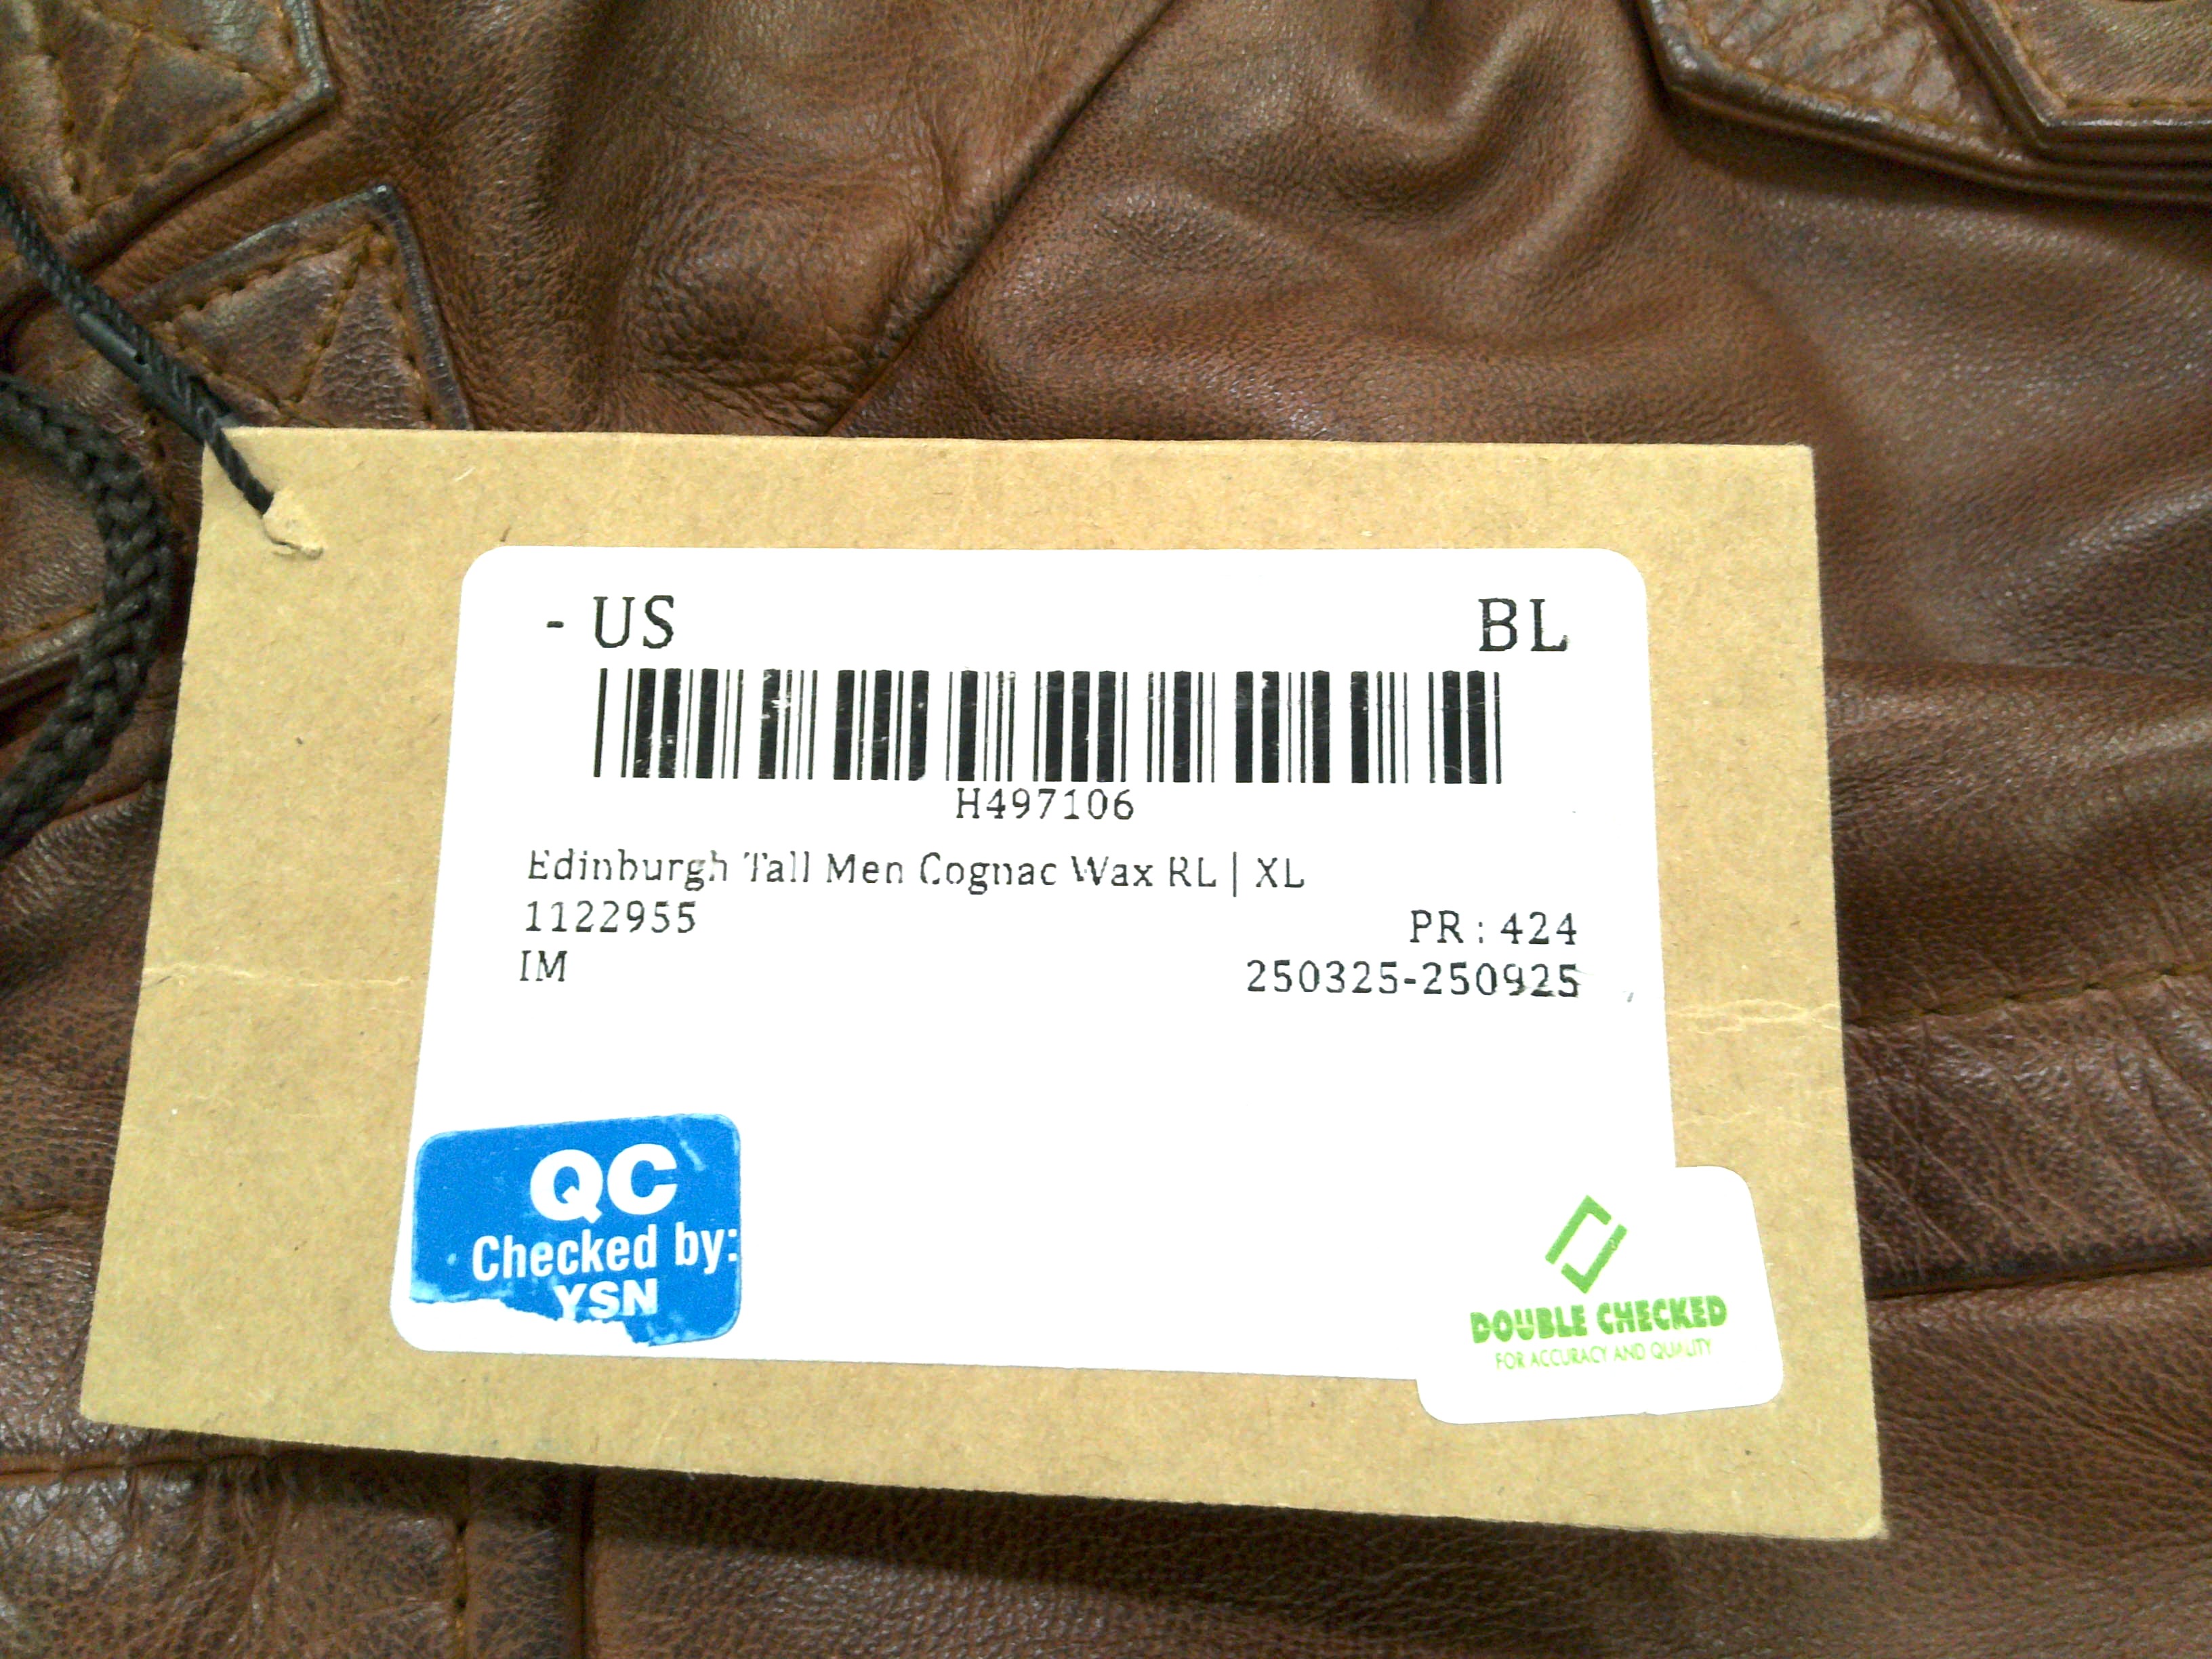 - US BL
H497106
Edinburgh Tall Men Cognac Wax RL | XL
1122955 PR : 424
IM 250325-250925
QC
Checked by:
YSN
DOUBLE CHECKED
FOR ACCURACY AND QUALITY